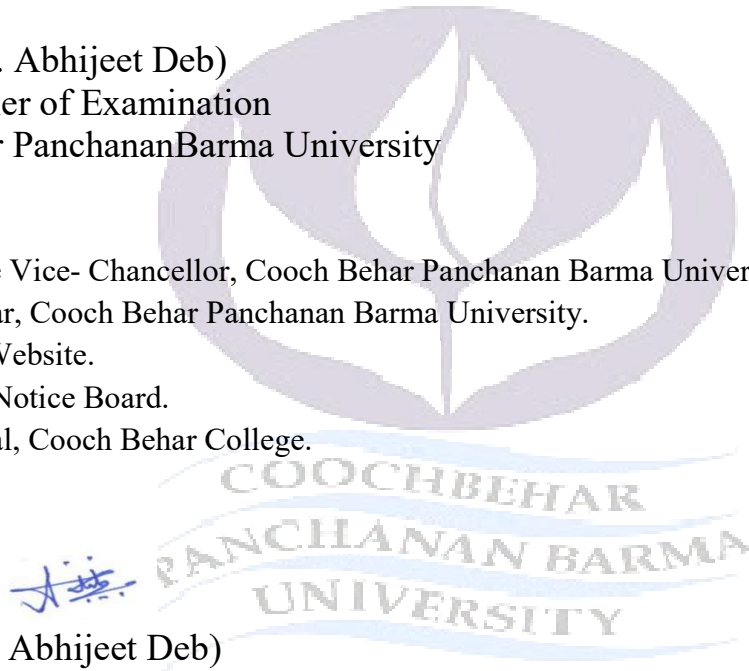 . Abhijeet Deb)
er of Examination
r PanchananBarma University
e Vice- Chancellor, Cooch Behar Panchanan Barma Univer
ar, Cooch Behar Panchanan Barma University.
Website.
Notice Board.
al, Cooch Behar College.
COOCHBEHAR
PANCHANAN BARMA
UNIVERSITY
Abhijeet Deb)